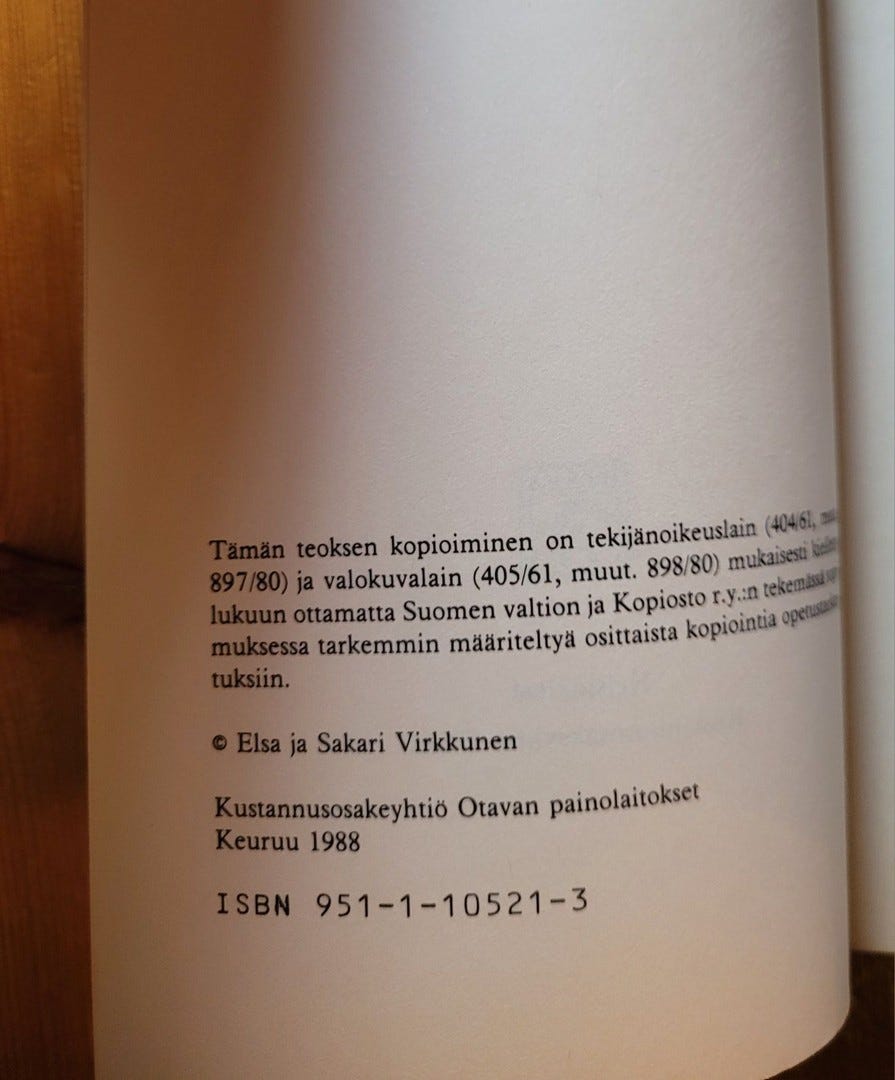 Tämän teoksen kopioiminen on tekijänoikeuslain (404/61,
897/80) ja valokuvalain (405/61, muut. 898/80) mukaisesti
lukuun ottamatta Suomen valtion ja Kopiosto r.y.:n tekemässä
muksessa tarkemmin määriteltyä osittaista kopiointia
tuksiin.
© Elsa ja Sakari Virkkunen
Kustannusosakeyhtiö Otavan painolaitokset
Keuruu 1988
ISBN 951-1-10521-3